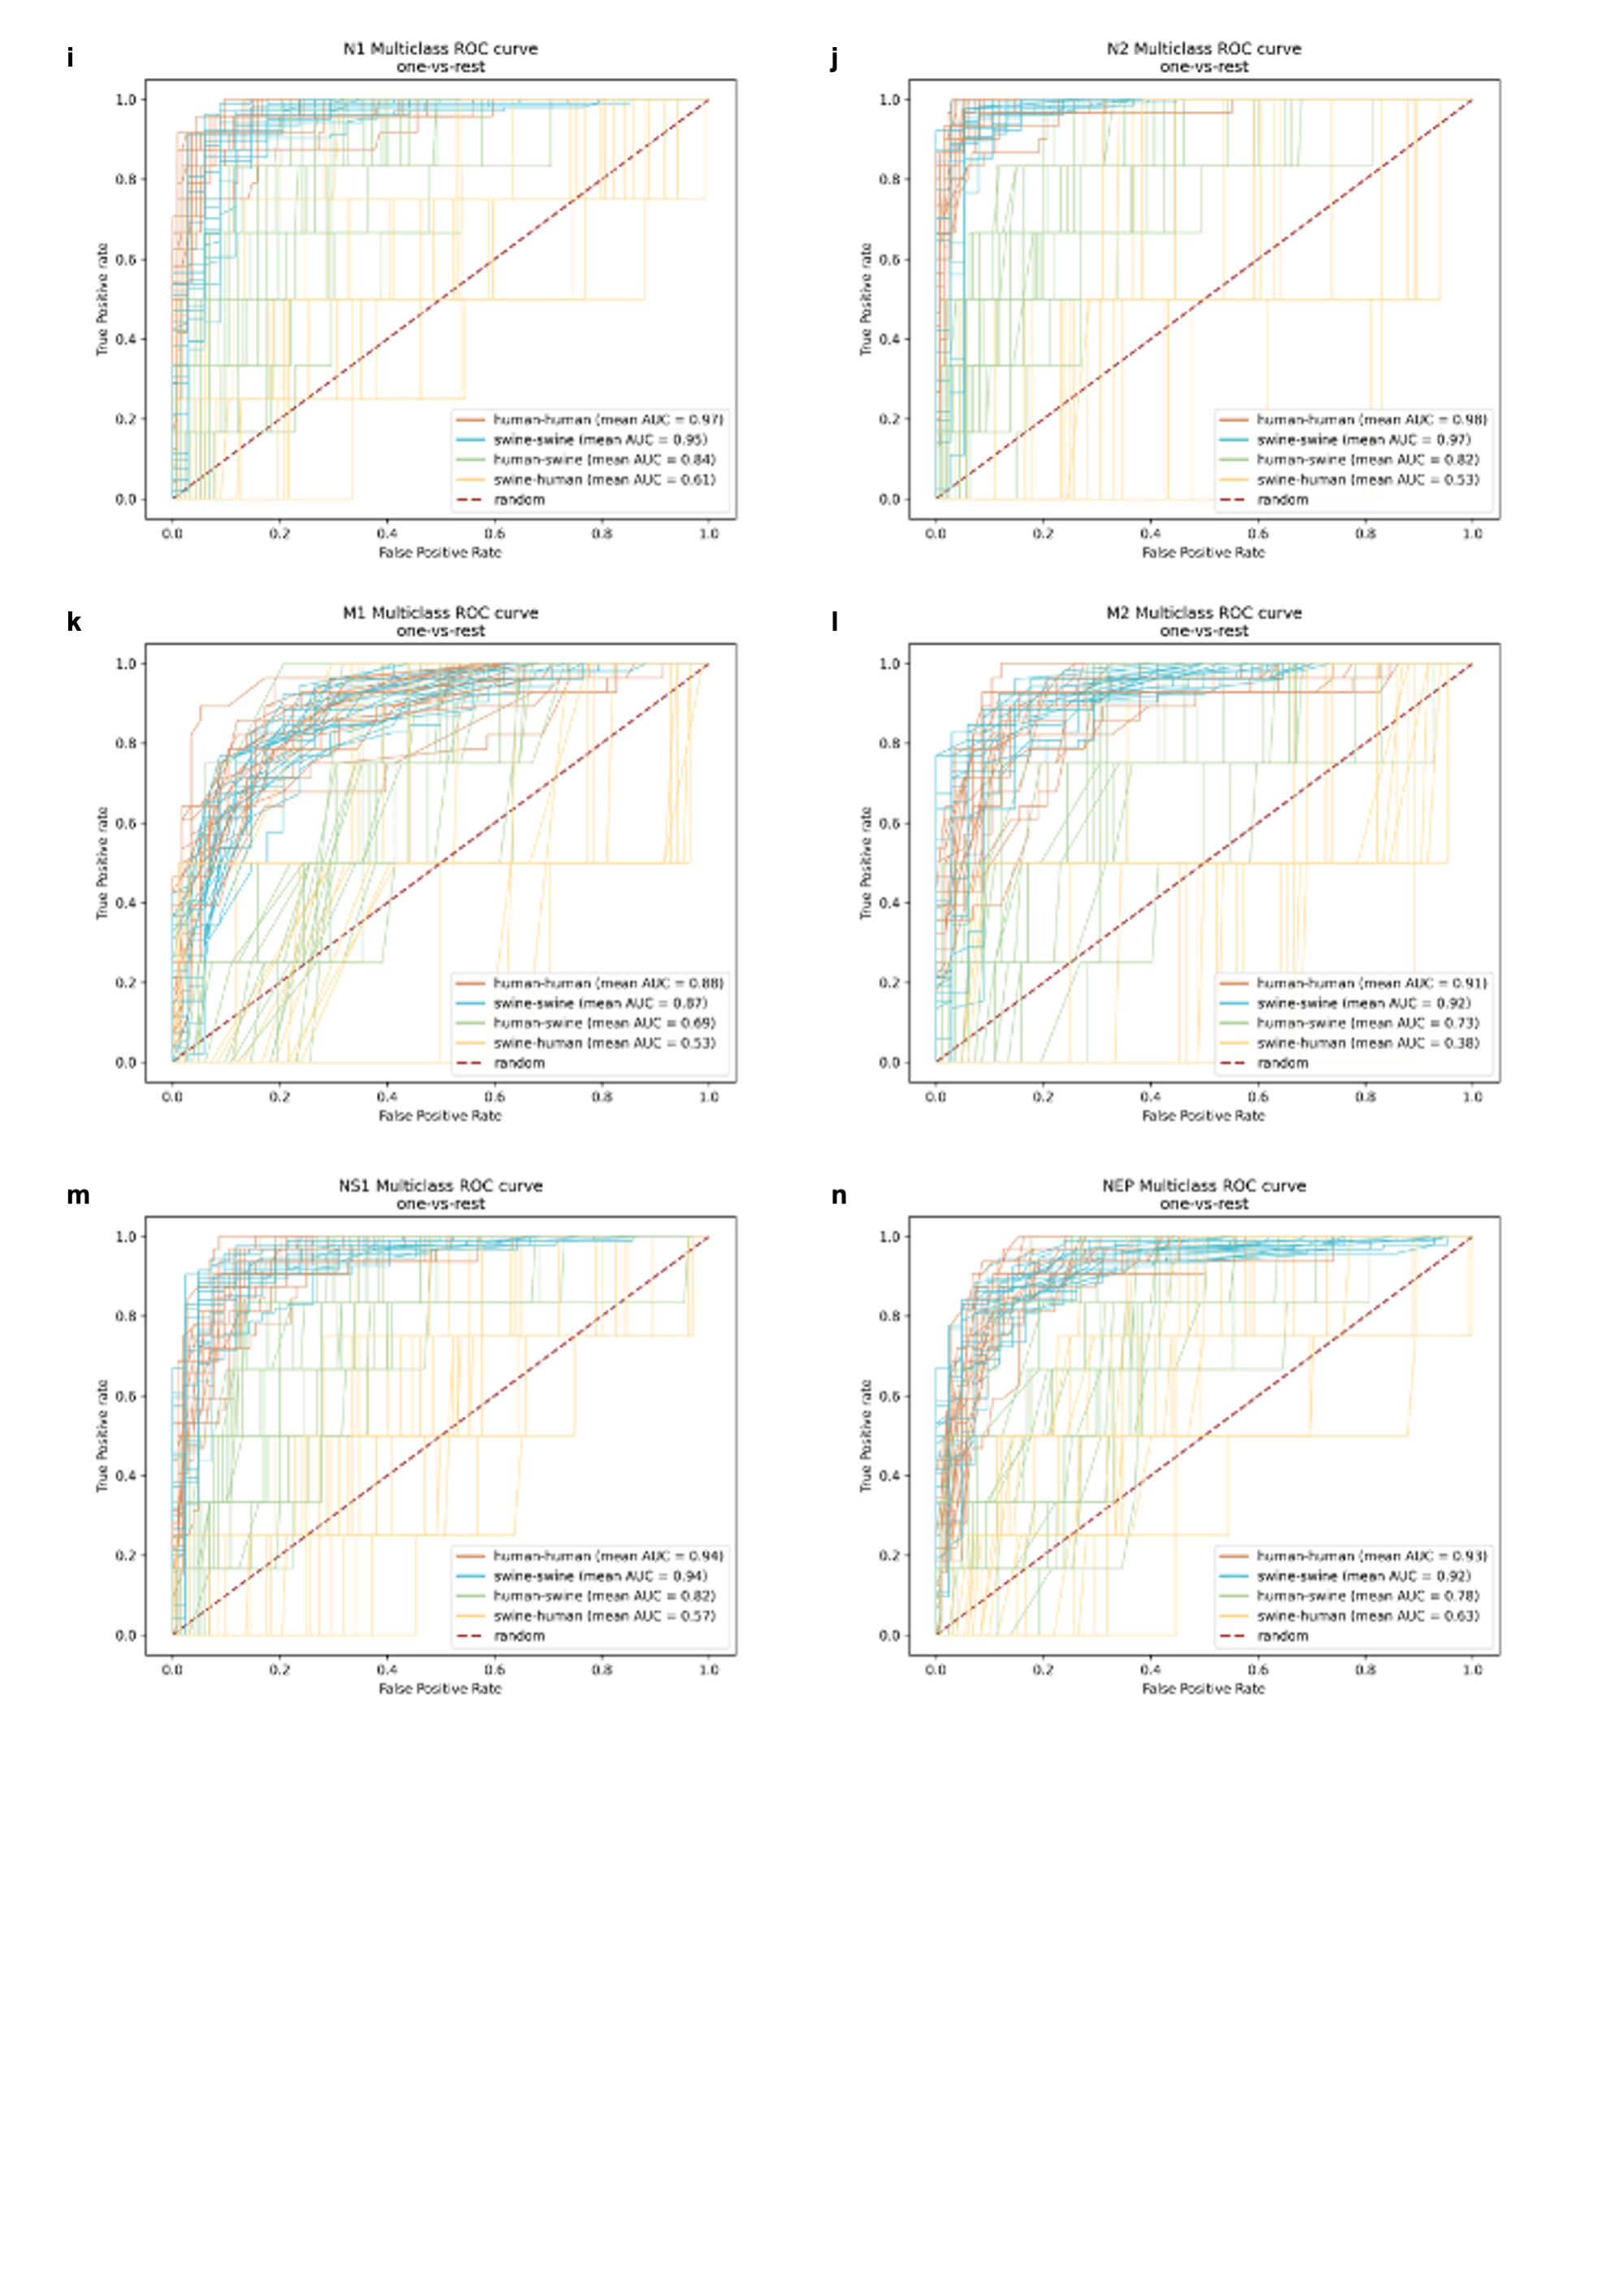 i
N1 Multiclass ROC curve
one-vs-rest
1.0
0.8
0.6
0.4
0.2
0.0
True Positive rate
human-human (mean AUC = 0.97)
swine-swine (mean AUC = 0.95)
human-swine (mean AUC = 0.84)
swine-human (mean AUC = 0.61)
random
0.0 0.2 0.4 0.6 0.8 1.0
False Positive Rate
j
N2 Multiclass ROC curve
one-vs-rest
1.0
0.8
0.6
0.4
0.2
0.0
True Positive rate
human-human (mean AUC = 0.98)
swine-swine (mean AUC = 0.97)
human-swine (mean AUC = 0.82)
swine-human (mean AUC = 0.53)
random
0.0 0.2 0.4 0.6 0.8 1.0
False Positive Rate
k
M1 Multiclass ROC curve
one-vs-rest
1.0
0.8
0.6
0.4
0.2
0.0
True Positive rate
human-human (mean AUC = 0.88)
swine-swine (mean AUC = 0.87)
human-swine (mean AUC = 0.69)
swine-human (mean AUC = 0.53)
random
0.0 0.2 0.4 0.6 0.8 1.0
False Positive Rate
l
M2 Multiclass ROC curve
one-vs-rest
1.0
0.8
0.6
0.4
0.2
0.0
True Positive rate
human-human (mean AUC = 0.91)
swine-swine (mean AUC = 0.92)
human-swine (mean AUC = 0.73)
swine-human (mean AUC = 0.38)
random
0.0 0.2 0.4 0.6 0.8 1.0
False Positive Rate
m
NS1 Multiclass ROC curve
one-vs-rest
1.0
0.8
0.6
0.4
0.2
0.0
True Positive rate
human-human (mean AUC = 0.94)
swine-swine (mean AUC = 0.94)
human-swine (mean AUC = 0.82)
swine-human (mean AUC = 0.57)
random
0.0 0.2 0.4 0.6 0.8 1.0
False Positive Rate
n
NEP Multiclass ROC curve
one-vs-rest
1.0
0.8
0.6
0.4
0.2
0.0
True Positive rate
human-human (mean AUC = 0.93)
swine-swine (mean AUC = 0.92)
human-swine (mean AUC = 0.78)
swine-human (mean AUC = 0.63)
random
0.0 0.2 0.4 0.6 0.8 1.0
False Positive Rate